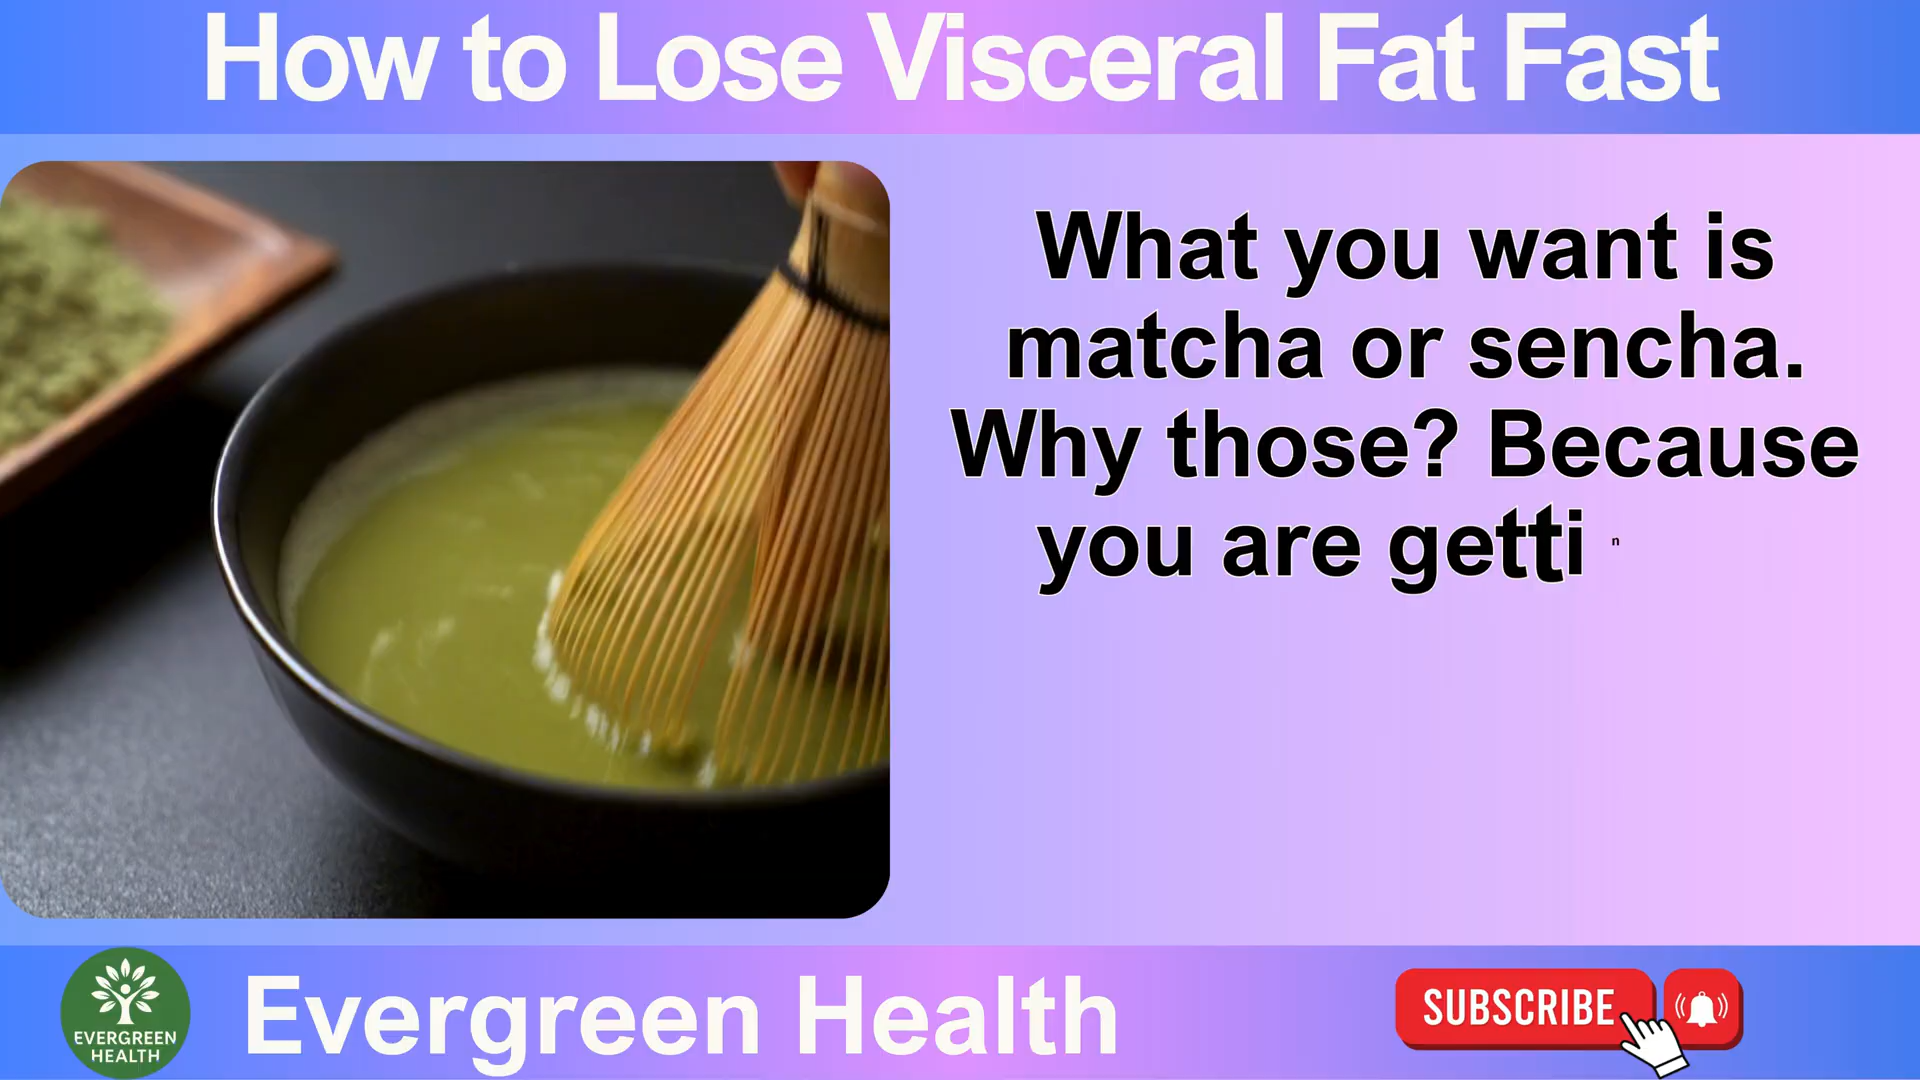 How to Lose Visceral Fat Fast
What you want is
matcha or sencha.
Why those? Because
you are gettin
EVERGREEN
HEALTH
Evergreen Health
SUBSCRIBE